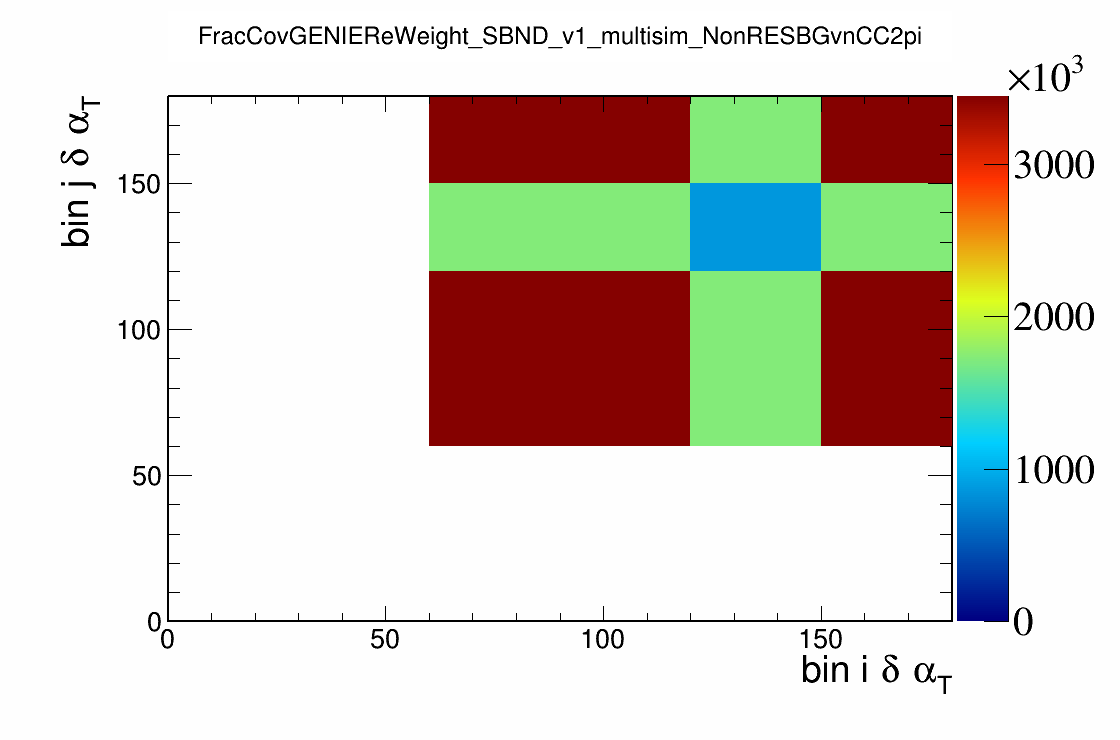 FracCovGENIEReWeight_SBND_v1_multisim_NonRESBGvnCC2pi
×10³
bin j δ α_T
150
100
50
0
3000
2000
1000
0
0 50 100 150
bin i δ α_T